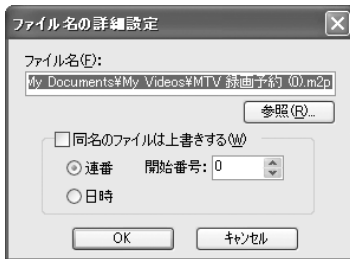 ファイル名の詳細設定
ファイル名(F):
My Documents¥My Videos¥MTV 録画予約 (0).m2p
参照(R)...
同名のファイルは上書きする(W)
連番 開始番号: 0
日時
OK キャンセル